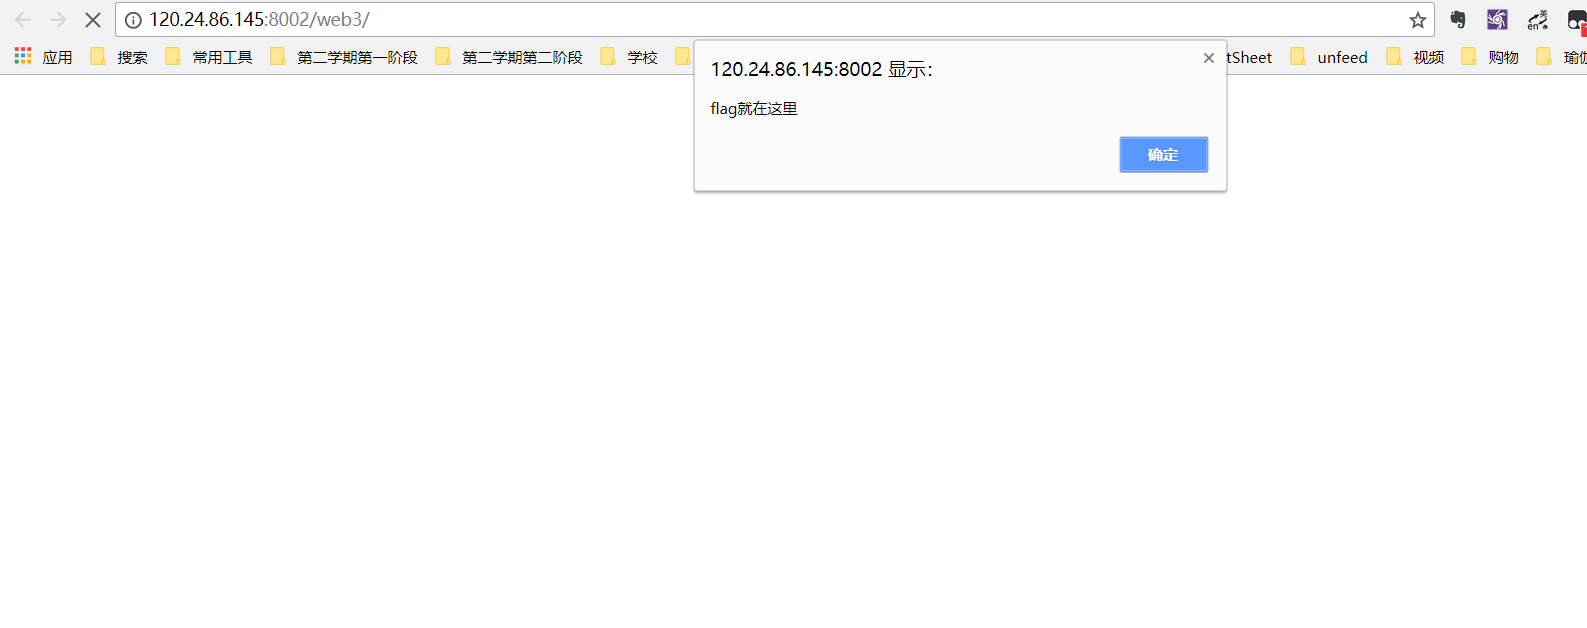 120.24.86.145:8002/web3/
应用 搜索 常用工具 第二学期第一阶段 第二学期第二阶段 学校 tSheet unfeed 视频 购物
120.24.86.145:8002 显示：
flag就在这里
确定